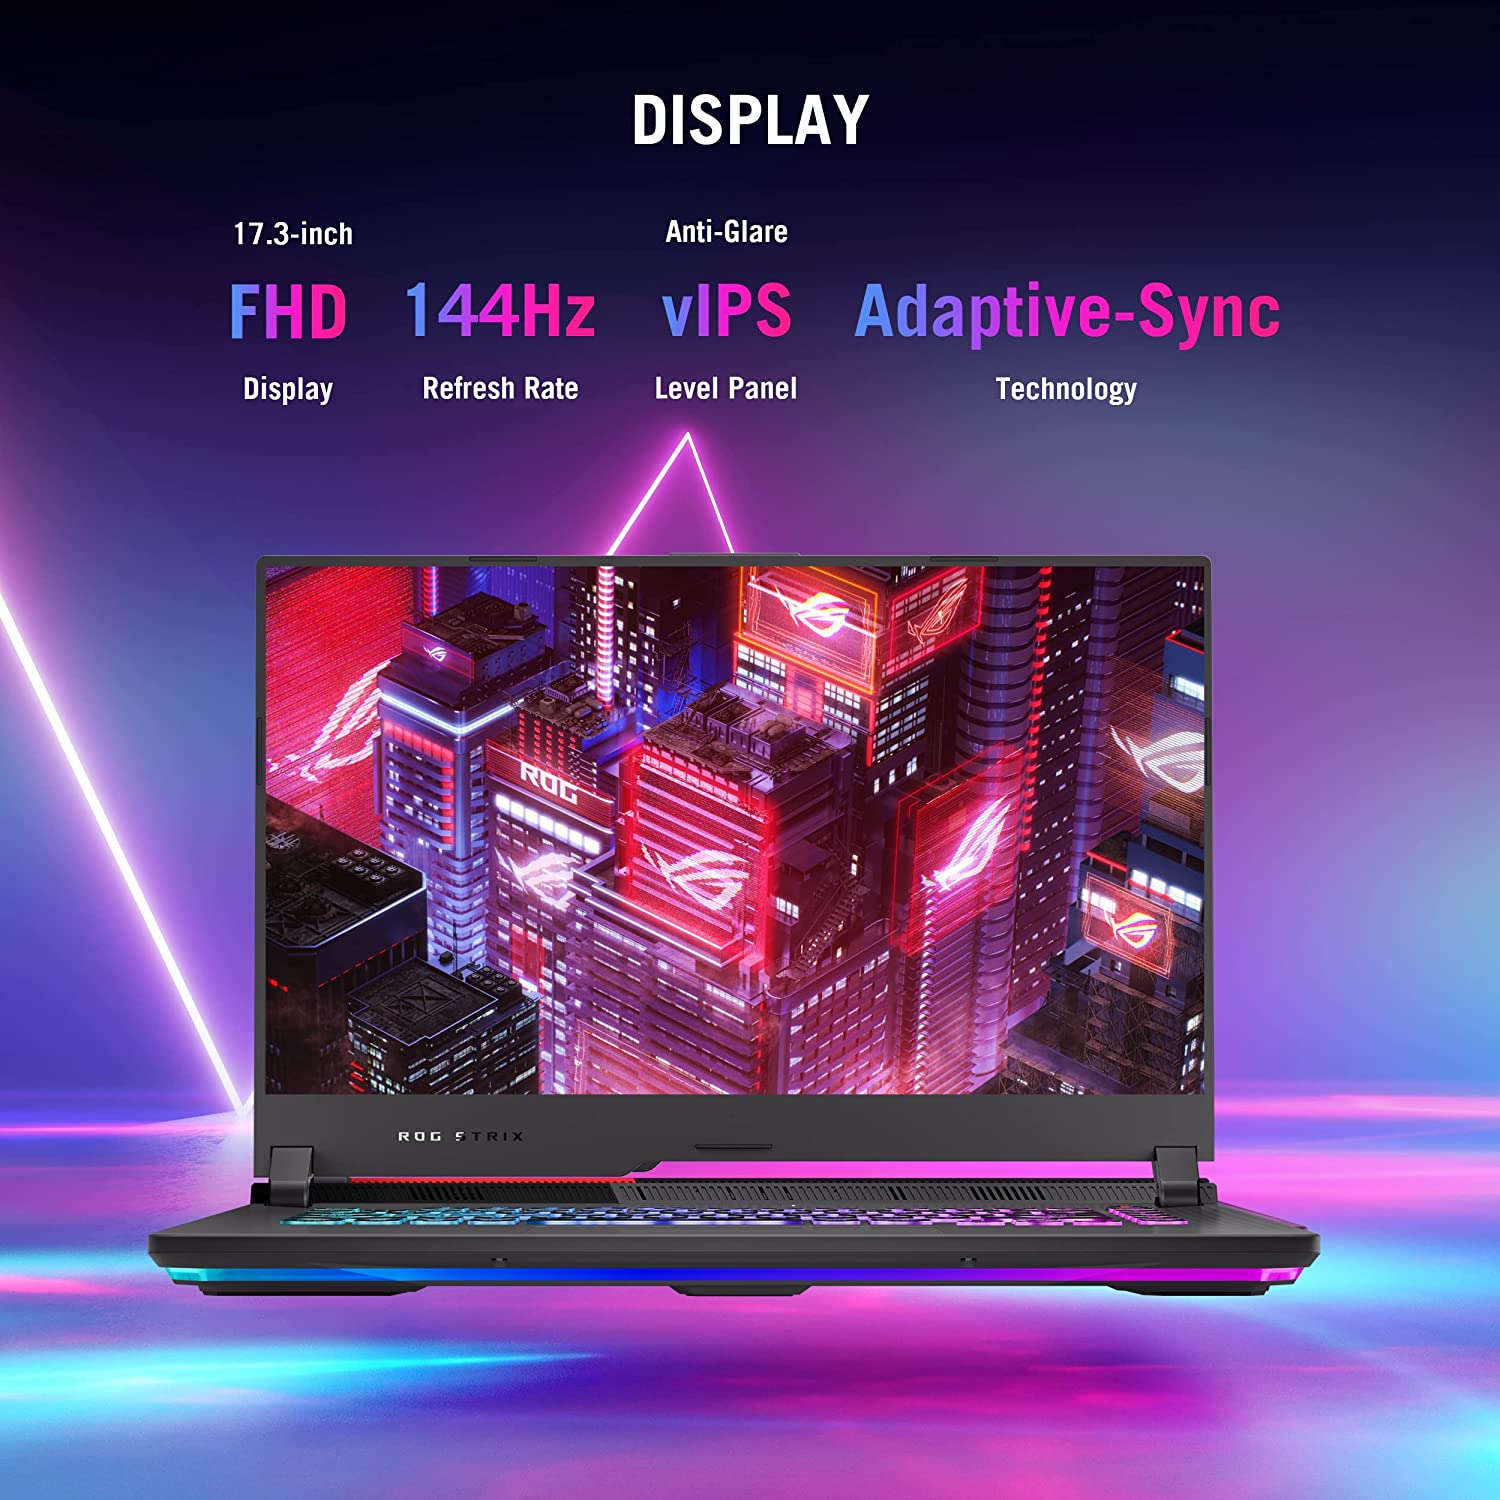 DISPLAY
17.3-inch
FHD
Display
144Hz
Refresh Rate
Anti-Glare
vIPS
Level Panel
Adaptive-Sync
Technology
ROG
ROG STRIX